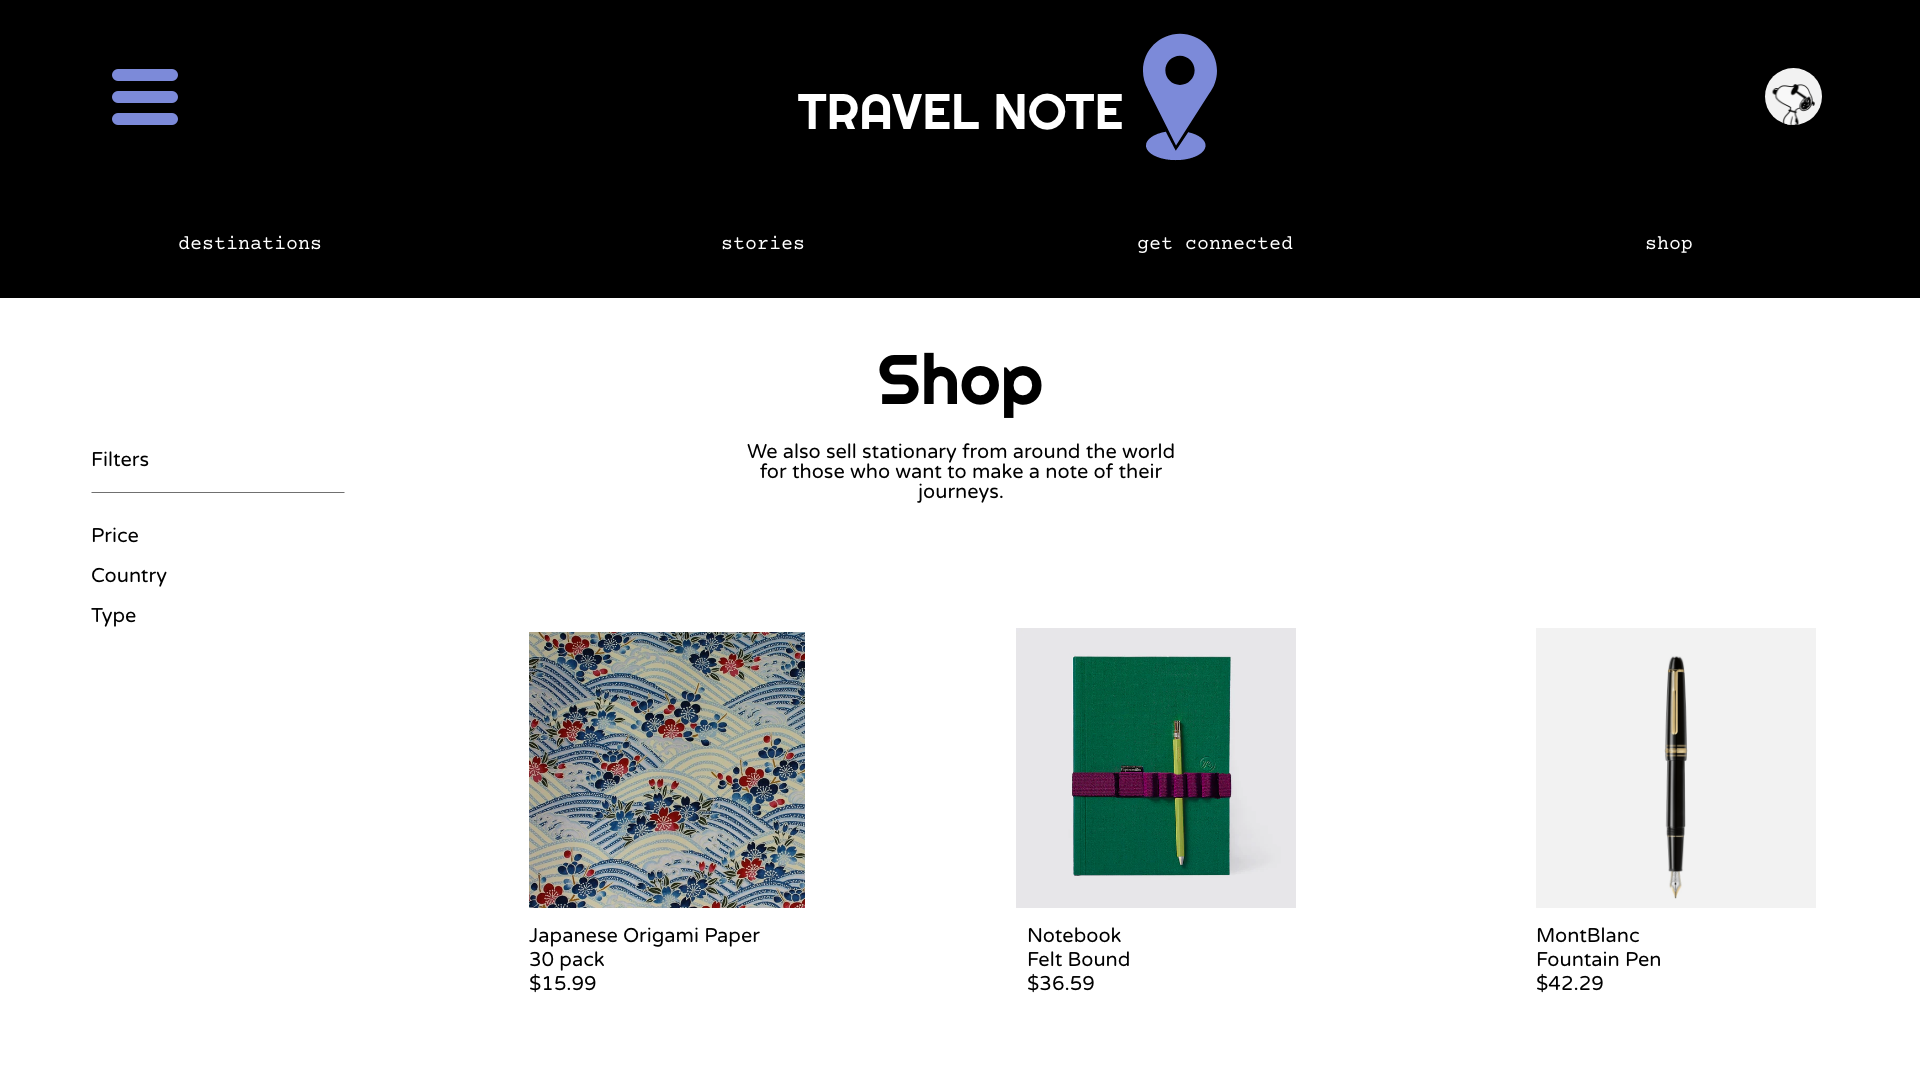 TRAVEL NOTE
destinations
stories
get connected
shop
Shop
We also sell stationary from around the world
for those who want to make a note of their
journeys.
Filters
Price
Country
Type
Japanese Origami Paper
30 pack
$15.99
Notebook
Felt Bound
$36.59
MontBlanc
Fountain Pen
$42.29